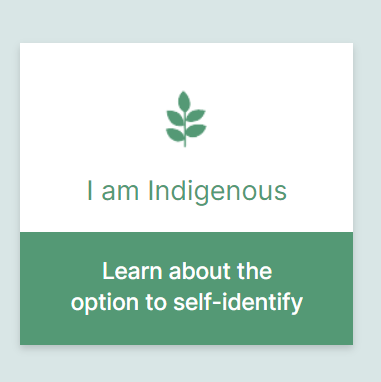 I am Indigenous
Learn about the
option to self-identify